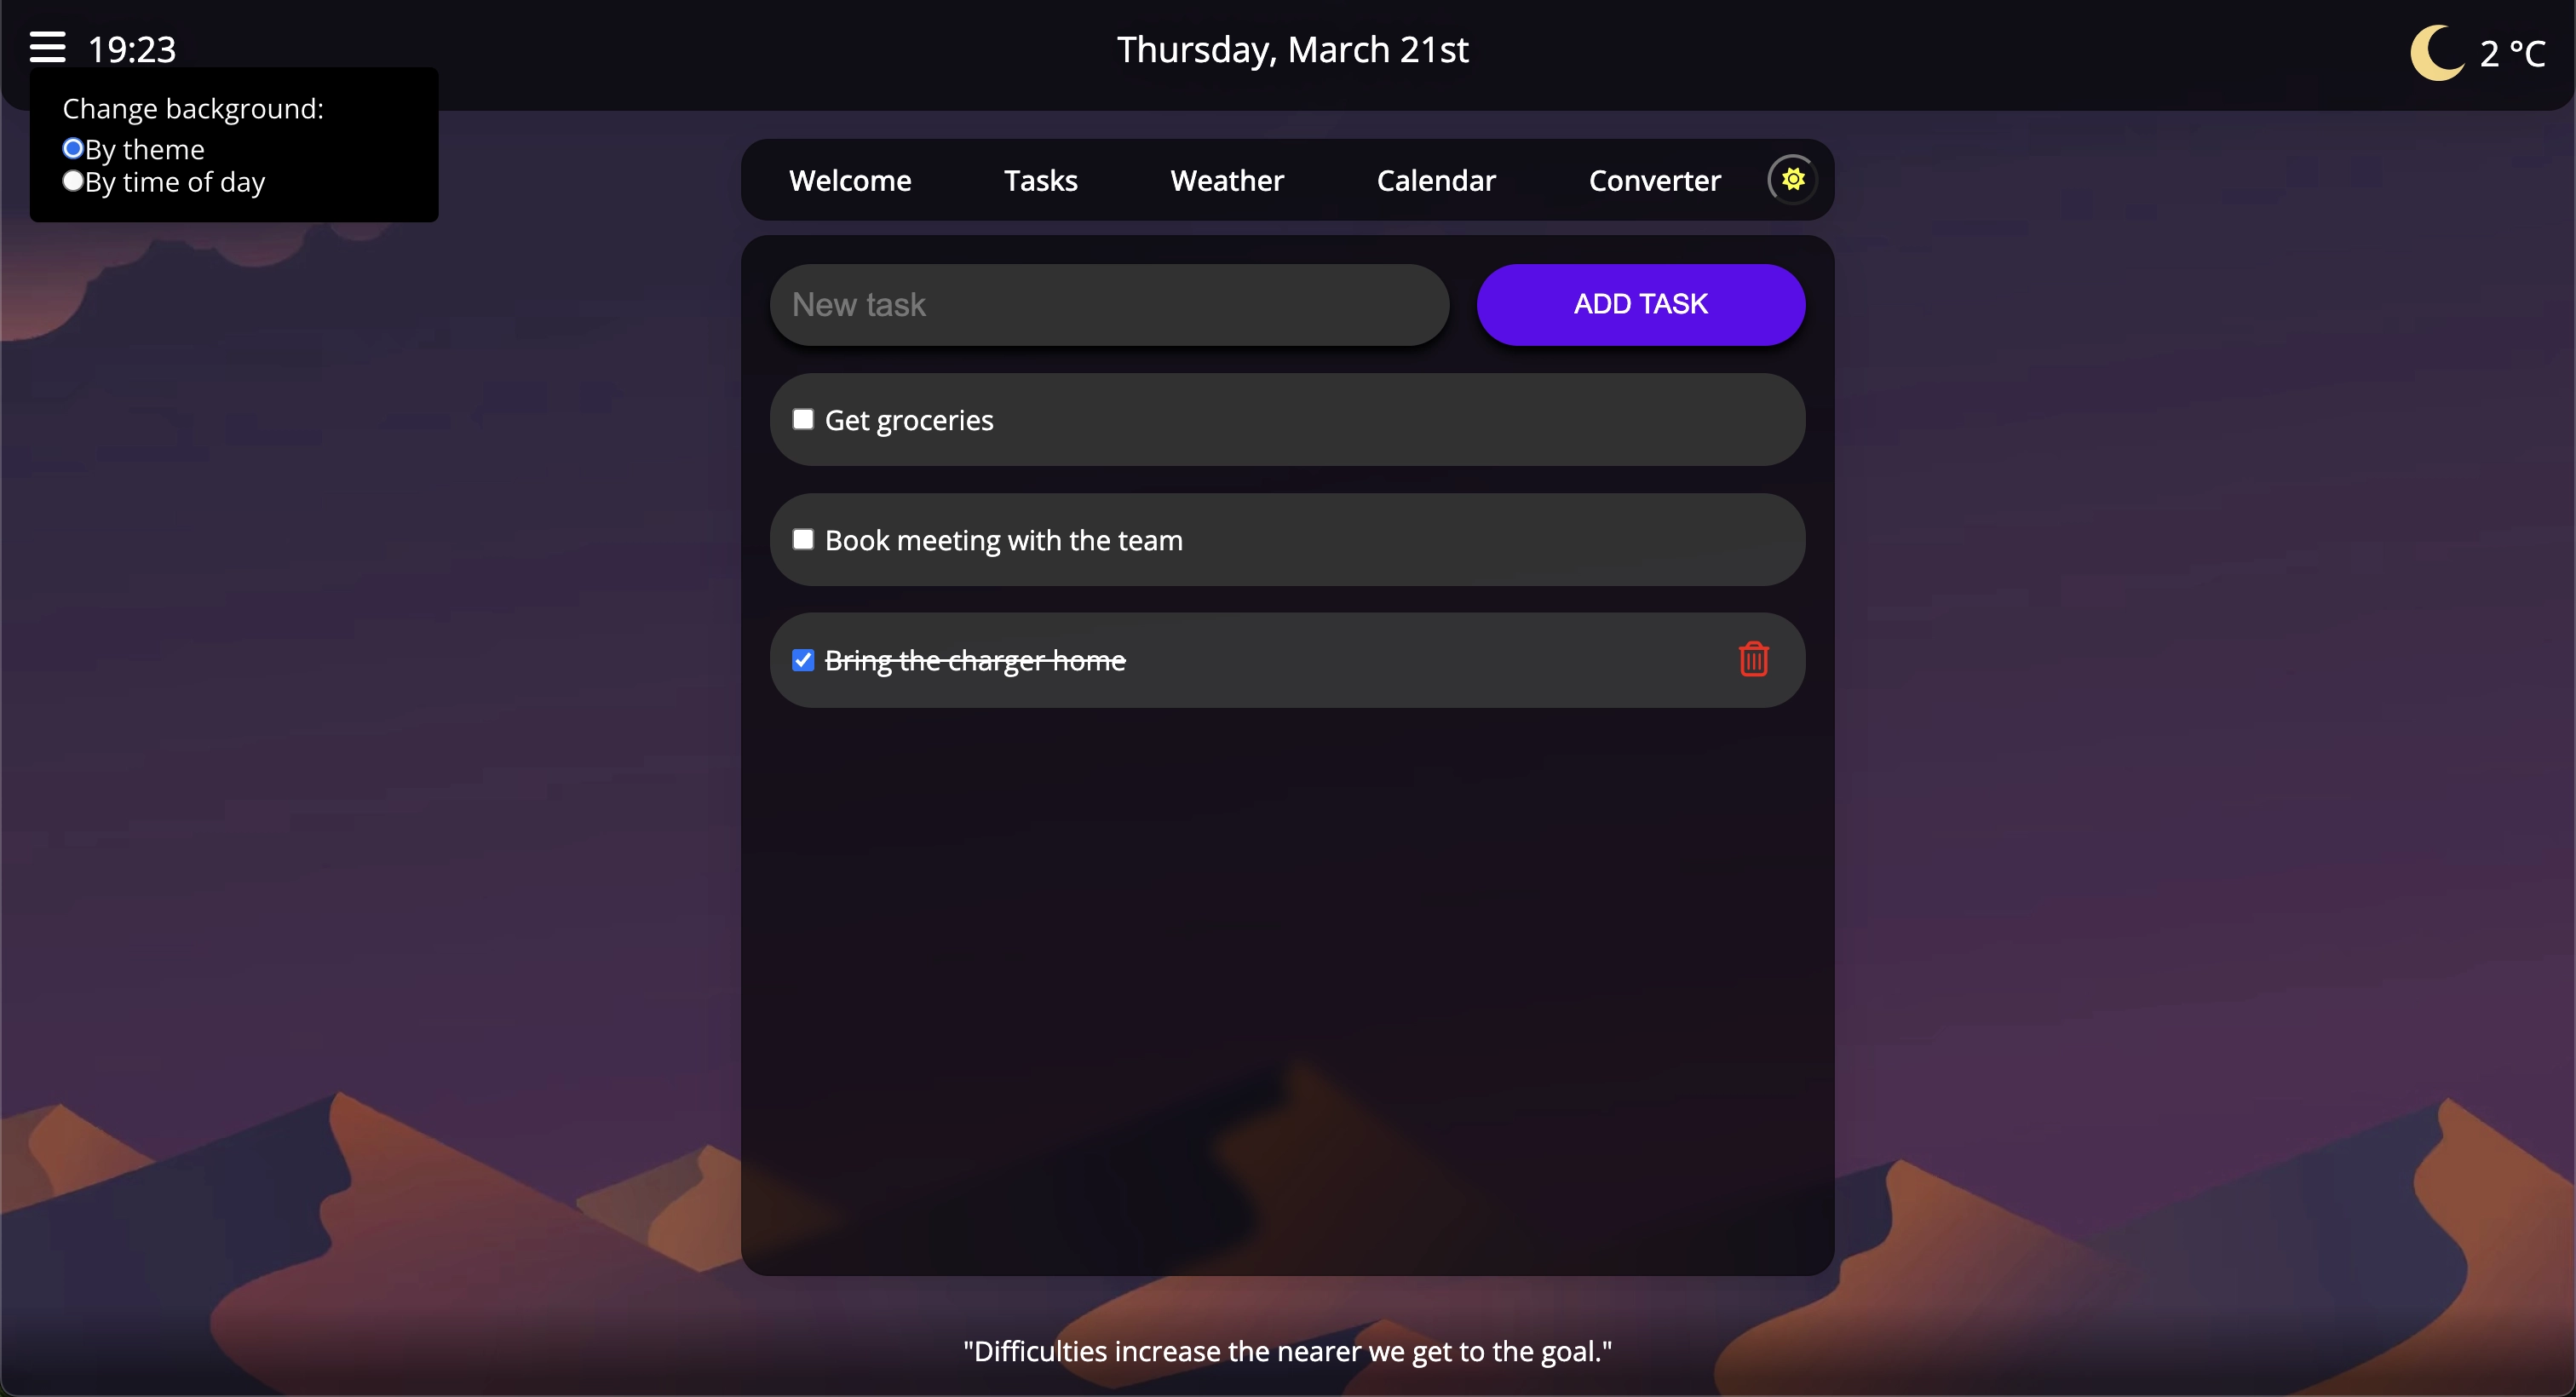 19:23
Thursday, March 21st
2 °C
Change background:
By theme
By time of day
Welcome Tasks Weather Calendar Converter
New task
ADD TASK
Get groceries
Book meeting with the team
Bring the charger home
"Difficulties increase the nearer we get to the goal."